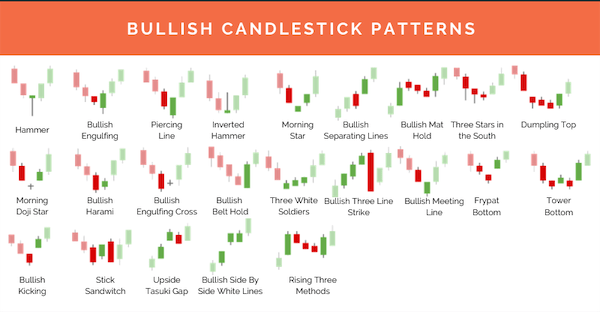 BULLISH CANDLESTICK PATTERNS
Hammer
Bullish
Engulfing
Piercing
Line
Inverted
Hammer
Morning
Star
Bullish
Separating Lines
Bullish Mat
Hold
Three Stars in
the South
Dumpling Top
Morning
Doji Star
Bullish
Harami
Bullish
Engulfing Cross
Bullish
Belt Hold
Three White
Soldiers
Bullish Three Line
Strike
Bullish Meeting
Line
Frypat
Bottom
Tower
Bottom
Bullish
Kicking
Stick
Sandwitch
Upside
Tasuki Gap
Bullish Side By
Side White Lines
Rising Three
Methods